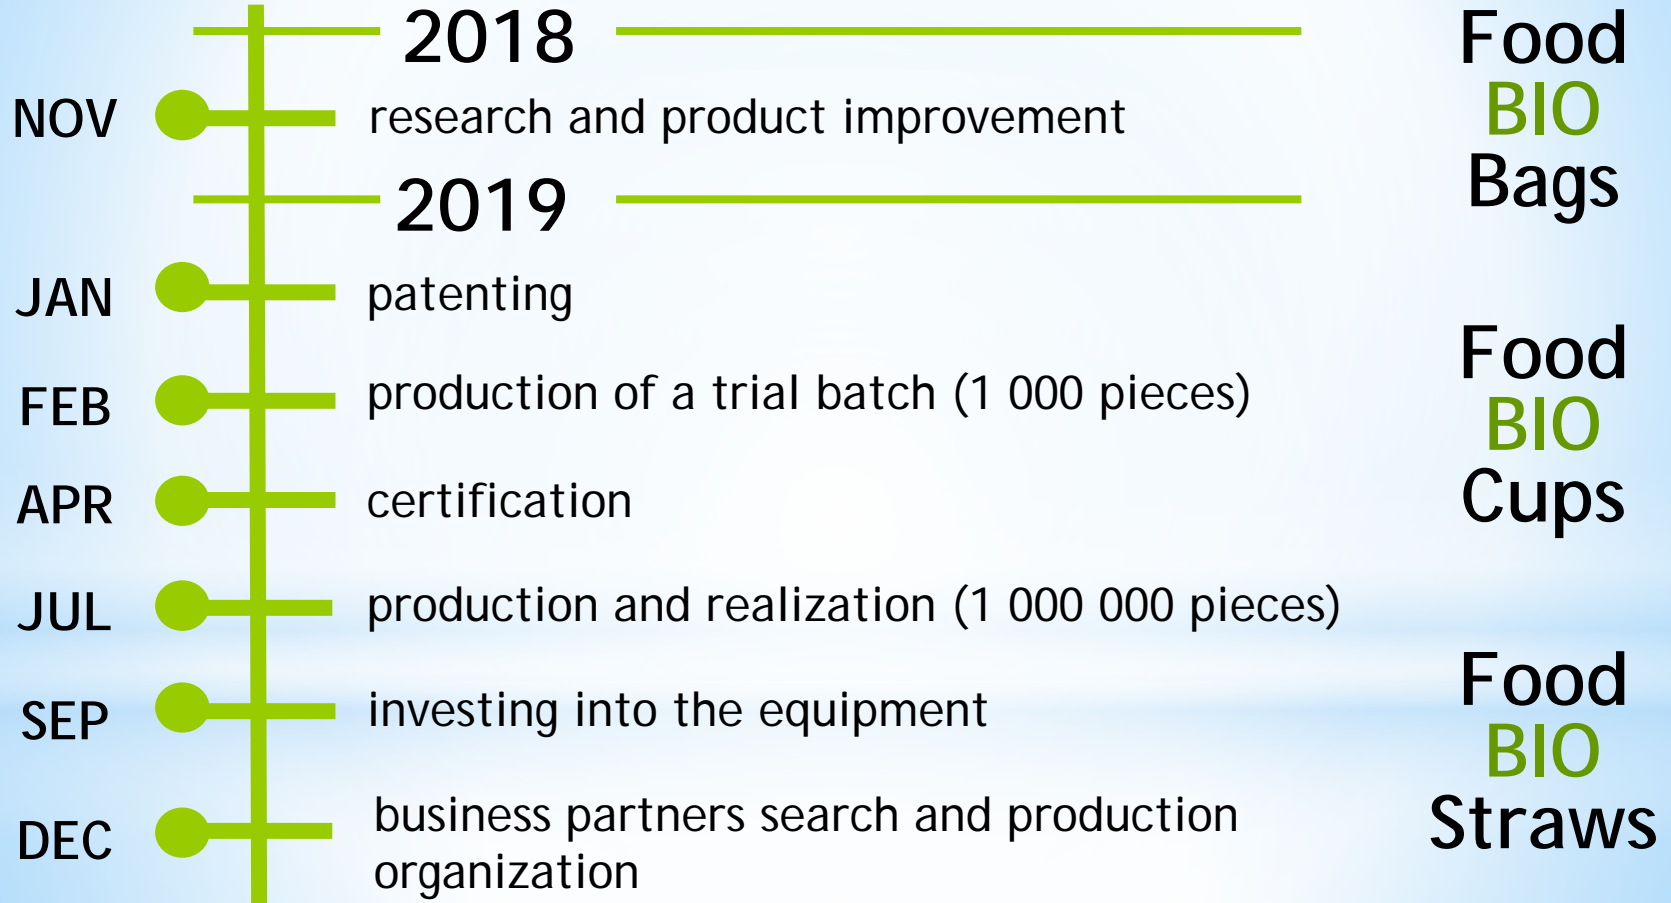 2018
NOV research and product improvement
2019
JAN patenting
FEB production of a trial batch (1 000 pieces)
APR certification
JUL production and realization (1 000 000 pieces)
SEP investing into the equipment
DEC business partners search and production
organization
Food
BIO
Bags
Food
BIO
Cups
Food
BIO
Straws